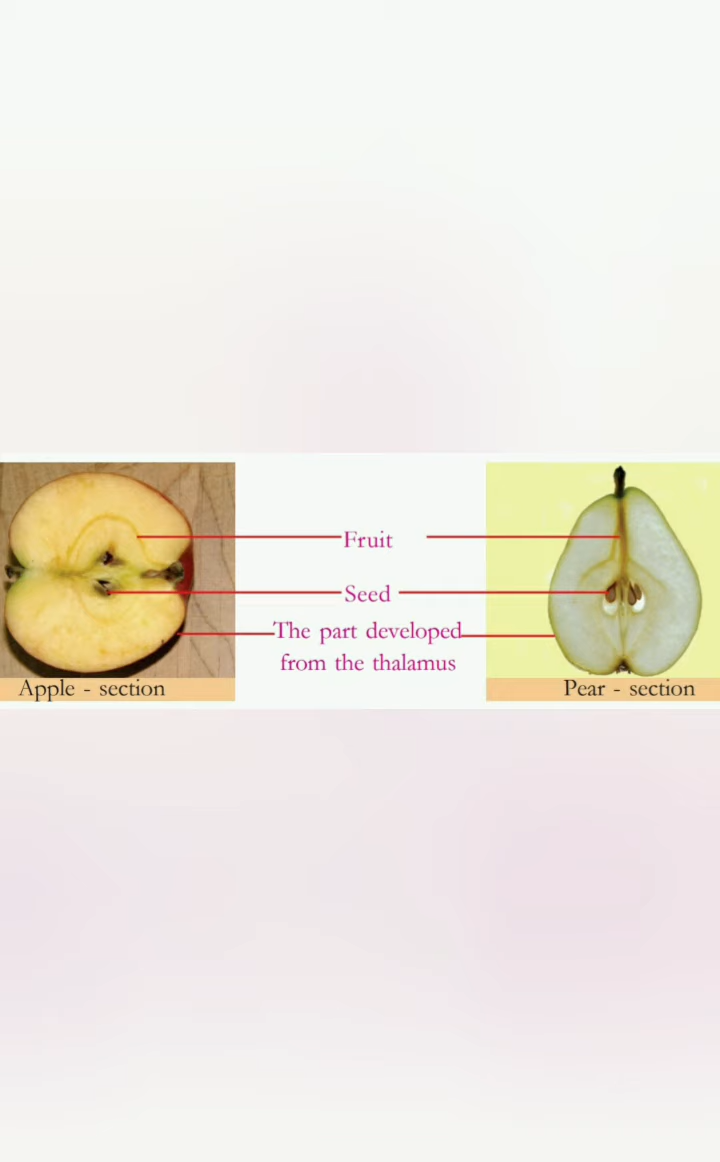 Fruit
Seed
The part developed
from the thalamus
Apple - section
Pear - section